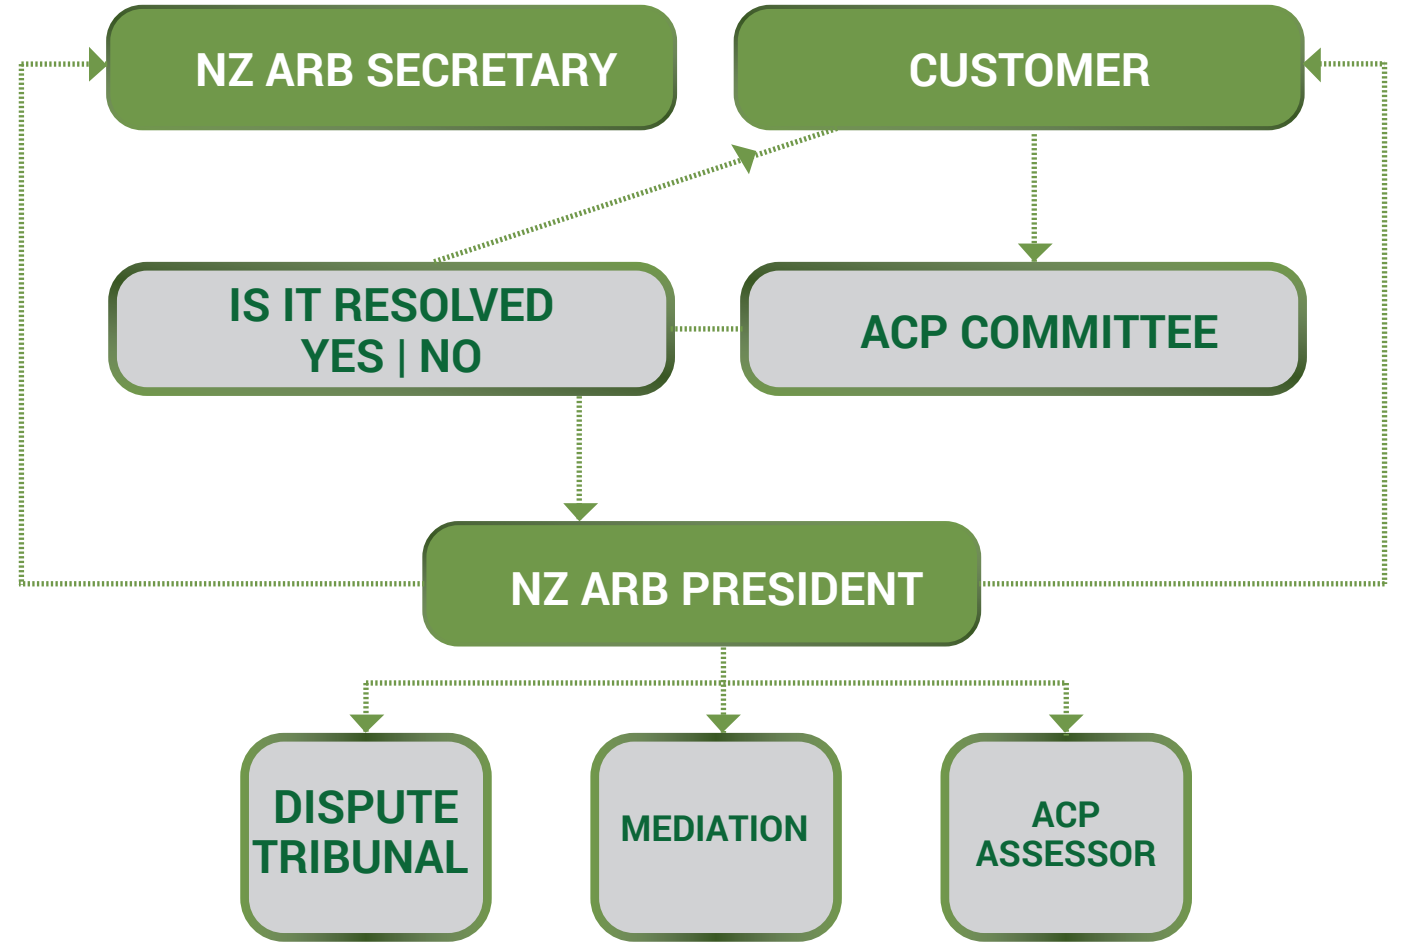 NZ ARB SECRETARY
CUSTOMER
IS IT RESOLVED
YES | NO
ACP COMMITTEE
NZ ARB PRESIDENT
DISPUTE
TRIBUNAL
MEDIATION
ACP
ASSESSOR